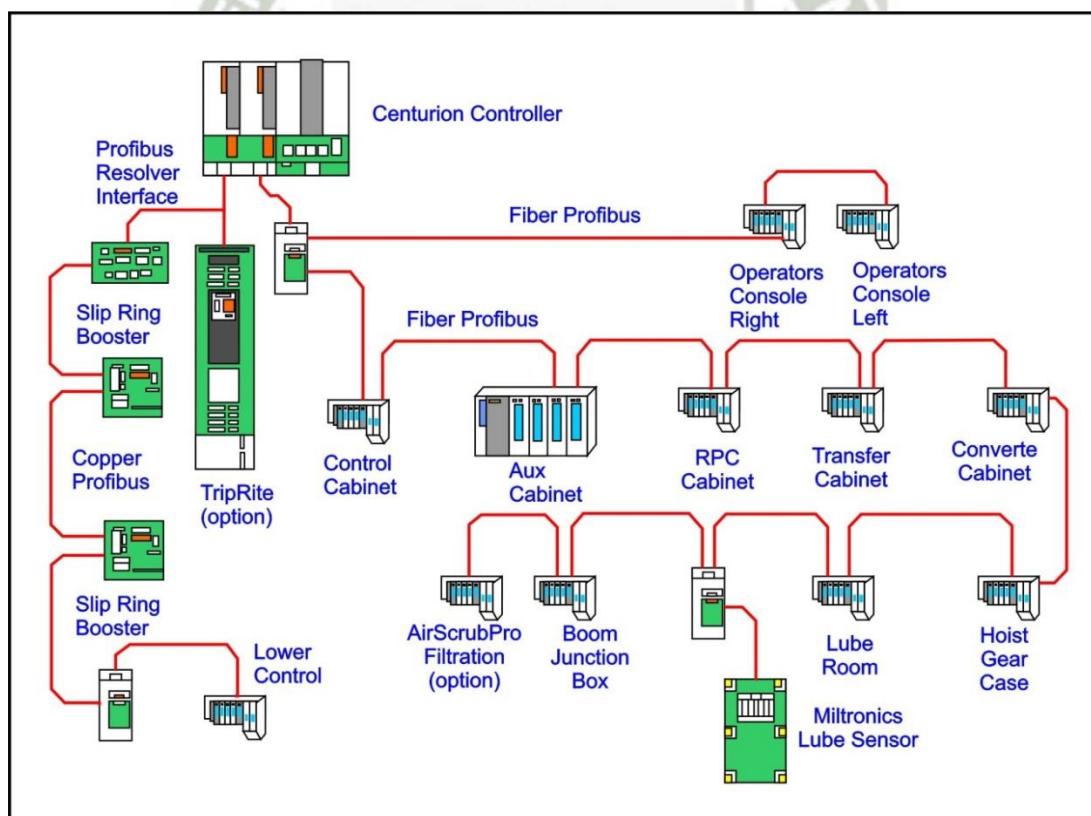 Centurion Controller
Profibus
Resolver
Interface
Fiber Profibus
Operators
Console
Right
Operators
Console
Left
Slip Ring
Booster
Fiber Profibus
Copper
Profibus
TripRite
(option)
Control
Cabinet
Aux
Cabinet
RPC
Cabinet
Transfer
Cabinet
Converte
Cabinet
Slip Ring
Booster
Lower
Control
AirScrubPro
Filtration
(option)
Boom
Junction
Box
Lube
Room
Hoist
Gear
Case
Miltronics
Lube Sensor